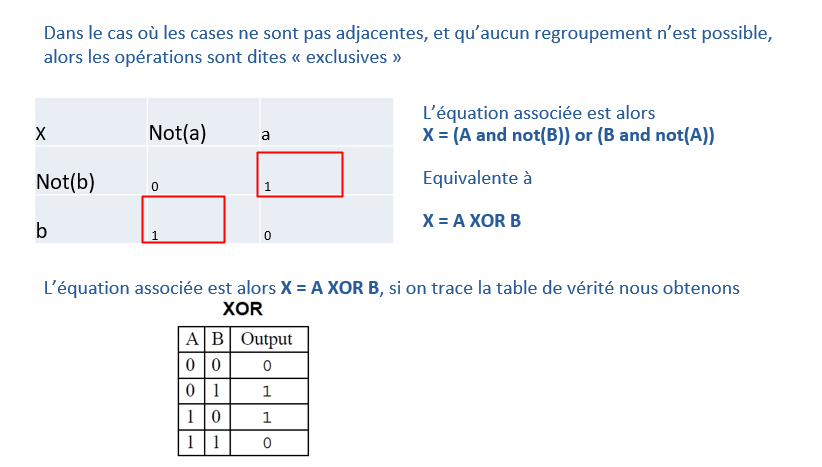 Dans le cas où les cases ne sont pas adjacentes, et qu’aucun regroupement n’est possible,
alors les opérations sont dites « exclusives »
X Not(a) a
Not(b) 0 1
b 1 0
L’équation associée est alors
X = (A and not(B)) or (B and not(A))
Equivalente à
X = A XOR B
L’équation associée est alors X = A XOR B, si on trace la table de vérité nous obtenons
XOR
A B Output
0 0 0
0 1 1
1 0 1
1 1 0